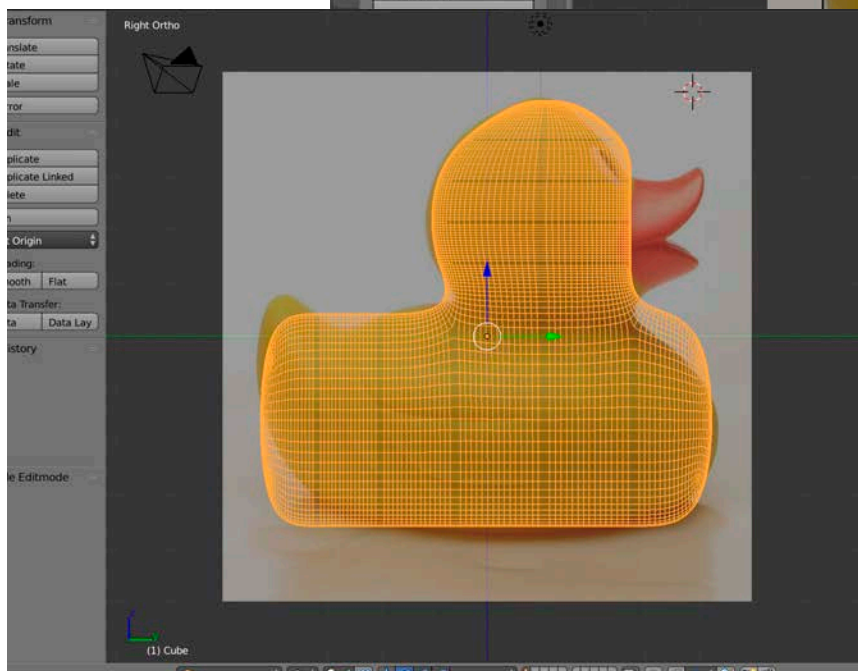 ransform
Right Ortho
nslate
tate
ale
rror
dit
plicate
plicate Linked
lete
n
t Origin
ading:
ooth Flat
ta Transfer:
ta Data Lay
istory
le Editmode
z
y
(1) Cube